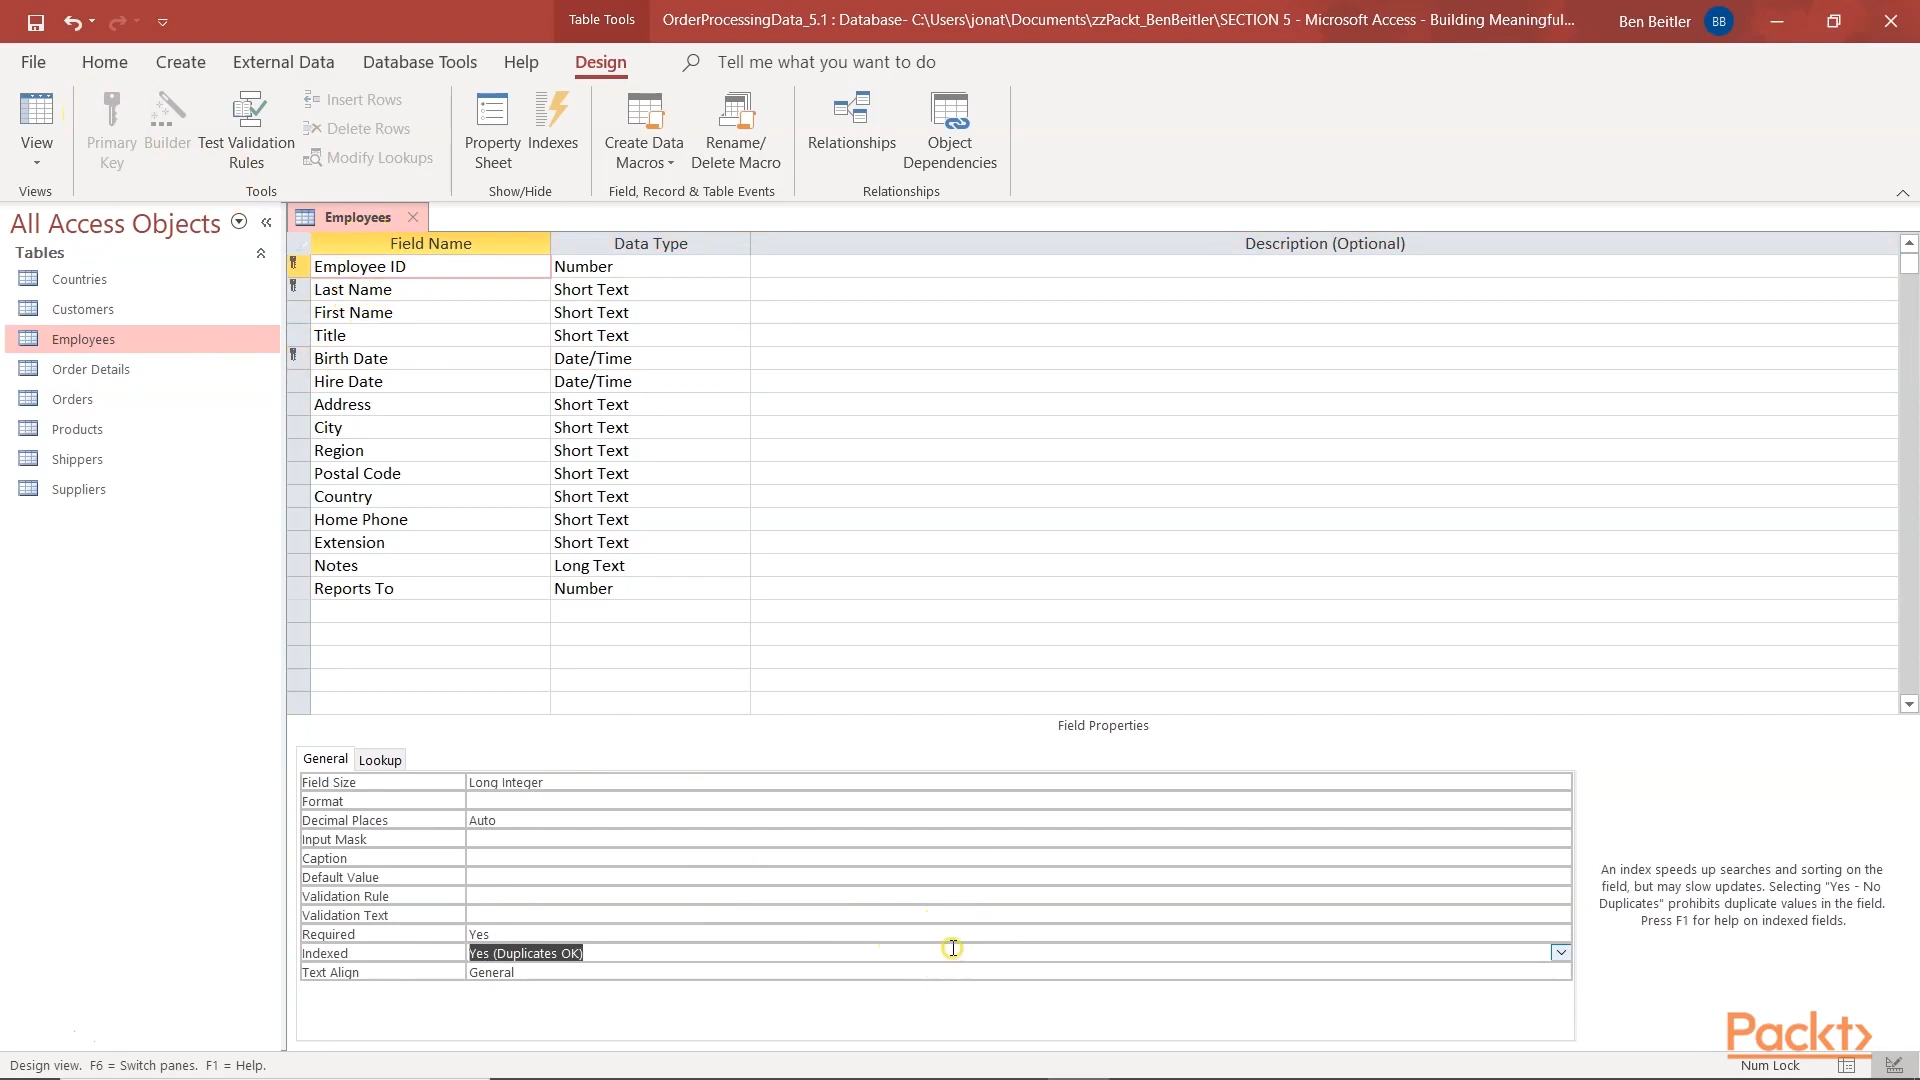 Table Tools
OrderProcessingData_5.1 : Database- C:\Users\jonat\Documents\zzPackt_BenBeitler\SECTION 5 - Microsoft Access - Building Meaningful...
Ben Beitler
BB
File Home Create External Data Database Tools Help Design Tell me what you want to do
View
Primary Key
Builder
Test Validation Rules
Insert Rows
Delete Rows
Modify Lookups
Property Sheet
Indexes
Create Data Macros
Rename/ Delete Macro
Relationships
Object Dependencies
Views
Tools
Show/Hide
Field, Record & Table Events
Relationships
All Access Objects
Tables
Countries
Customers
Employees
Order Details
Orders
Products
Shippers
Suppliers
Employees
Field Name Data Type Description (Optional)
Employee ID Number
Last Name Short Text
First Name Short Text
Title Short Text
Birth Date Date/Time
Hire Date Date/Time
Address Short Text
City Short Text
Region Short Text
Postal Code Short Text
Country Short Text
Home Phone Short Text
Extension Short Text
Notes Long Text
Reports To Number
Field Properties
General Lookup
Field Size Long Integer
Format
Decimal Places Auto
Input Mask
Caption
Default Value
Validation Rule
Validation Text
Required Yes
Indexed Yes (Duplicates OK)
Text Align General
An index speeds up searches and sorting on the
field, but may slow updates. Selecting "Yes - No
Duplicates" prohibits duplicate values in the field.
Press F1 for help on indexed fields.
Packt>
Design view. F6 = Switch panes. F1 = Help.
Num Lock